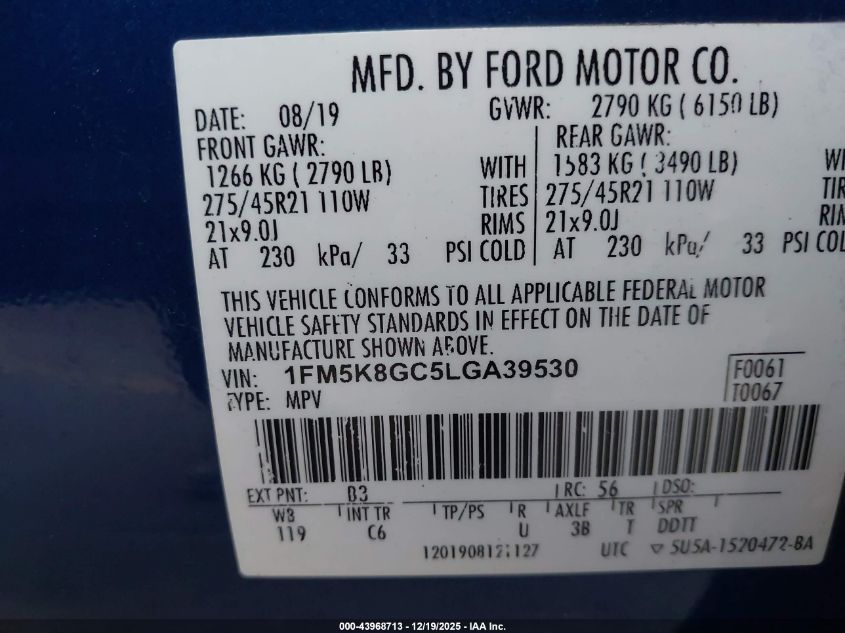 MFD. BY FORD MOTOR CO.
DATE: 08/19 GVWR: 2790 KG ( 6150 LB)
FRONT GAWR: REAR GAWR:
1266 KG ( 2790 LB) WITH 1583 KG ( 3490 LB) WI
275/45R21 110W TIRES 275/45R21 110W TIR
21x9.0J RIMS 21x9.0J RIM
AT 230 kPa/ 33 PSI COLD AT 230 kPa/ 33 PSI COL
THIS VEHICLE CONFORMS TO ALL APPLICABLE FEDERAL MOTOR
VEHICLE SAFETY STANDARDS IN EFFECT ON THE DATE OF
MANUFACTURE SHOWN ABOVE.
VIN: 1FM5K8GC5LGA39530 F0061
TYPE: MPV T0067
EXT PNT: B3 RC: 56 DSO:
WB INT TR TP/PS R AXLE TR SPR
119 C6 U 3B T DDTT
UTC ▽ 5U5A-1520472-BA
000-43968713 - 12/19/2025 - IAA Inc.